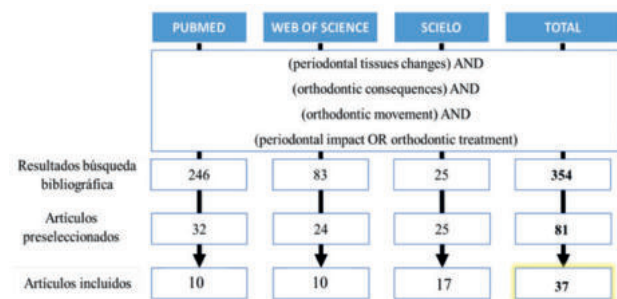 PUBMED WEB OF SCIENCE SCIELO TOTAL
(periodontal tissues changes) AND
(orthodontic consequences) AND
(orthodontic movement) AND
(periodontal impact OR orthodontic treatment)
Resultados búsqueda
bibliográfica
246 83 25 354
Artículos
preseleccionados
32 24 25 81
Artículos incluidos
10 10 17 37